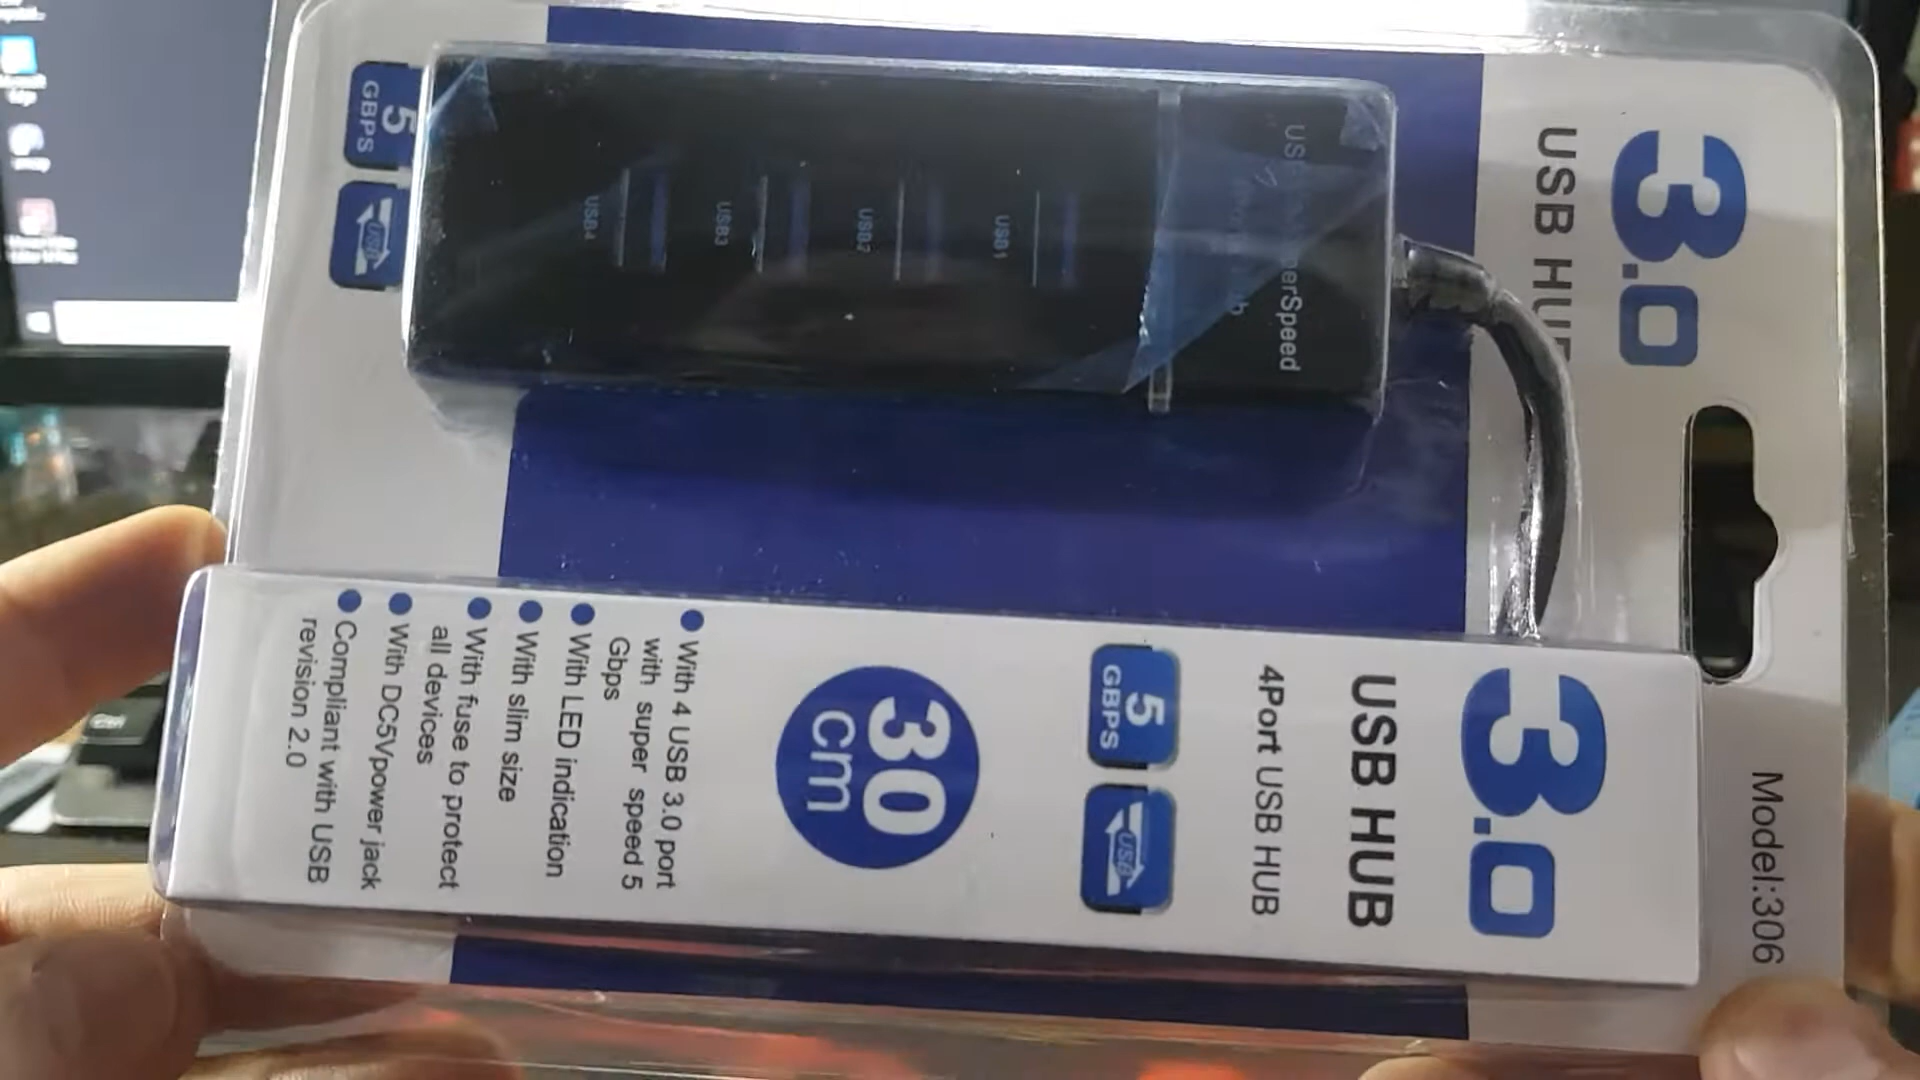 3.0
USB HUB
5
GBPS
USB
USB
erSpeed
USB1
USB2
USB3
USB4
Model:306
3.0
USB HUB
4Port USB HUB
5
GBPS
USB
30
cm
● With 4 USB 3.0 port
with super speed 5
Gbps
● With LED indication
● With slim size
● With fuse to protect
all devices
● With DC5Vpower jack
● Compliant with USB
revision 2.0